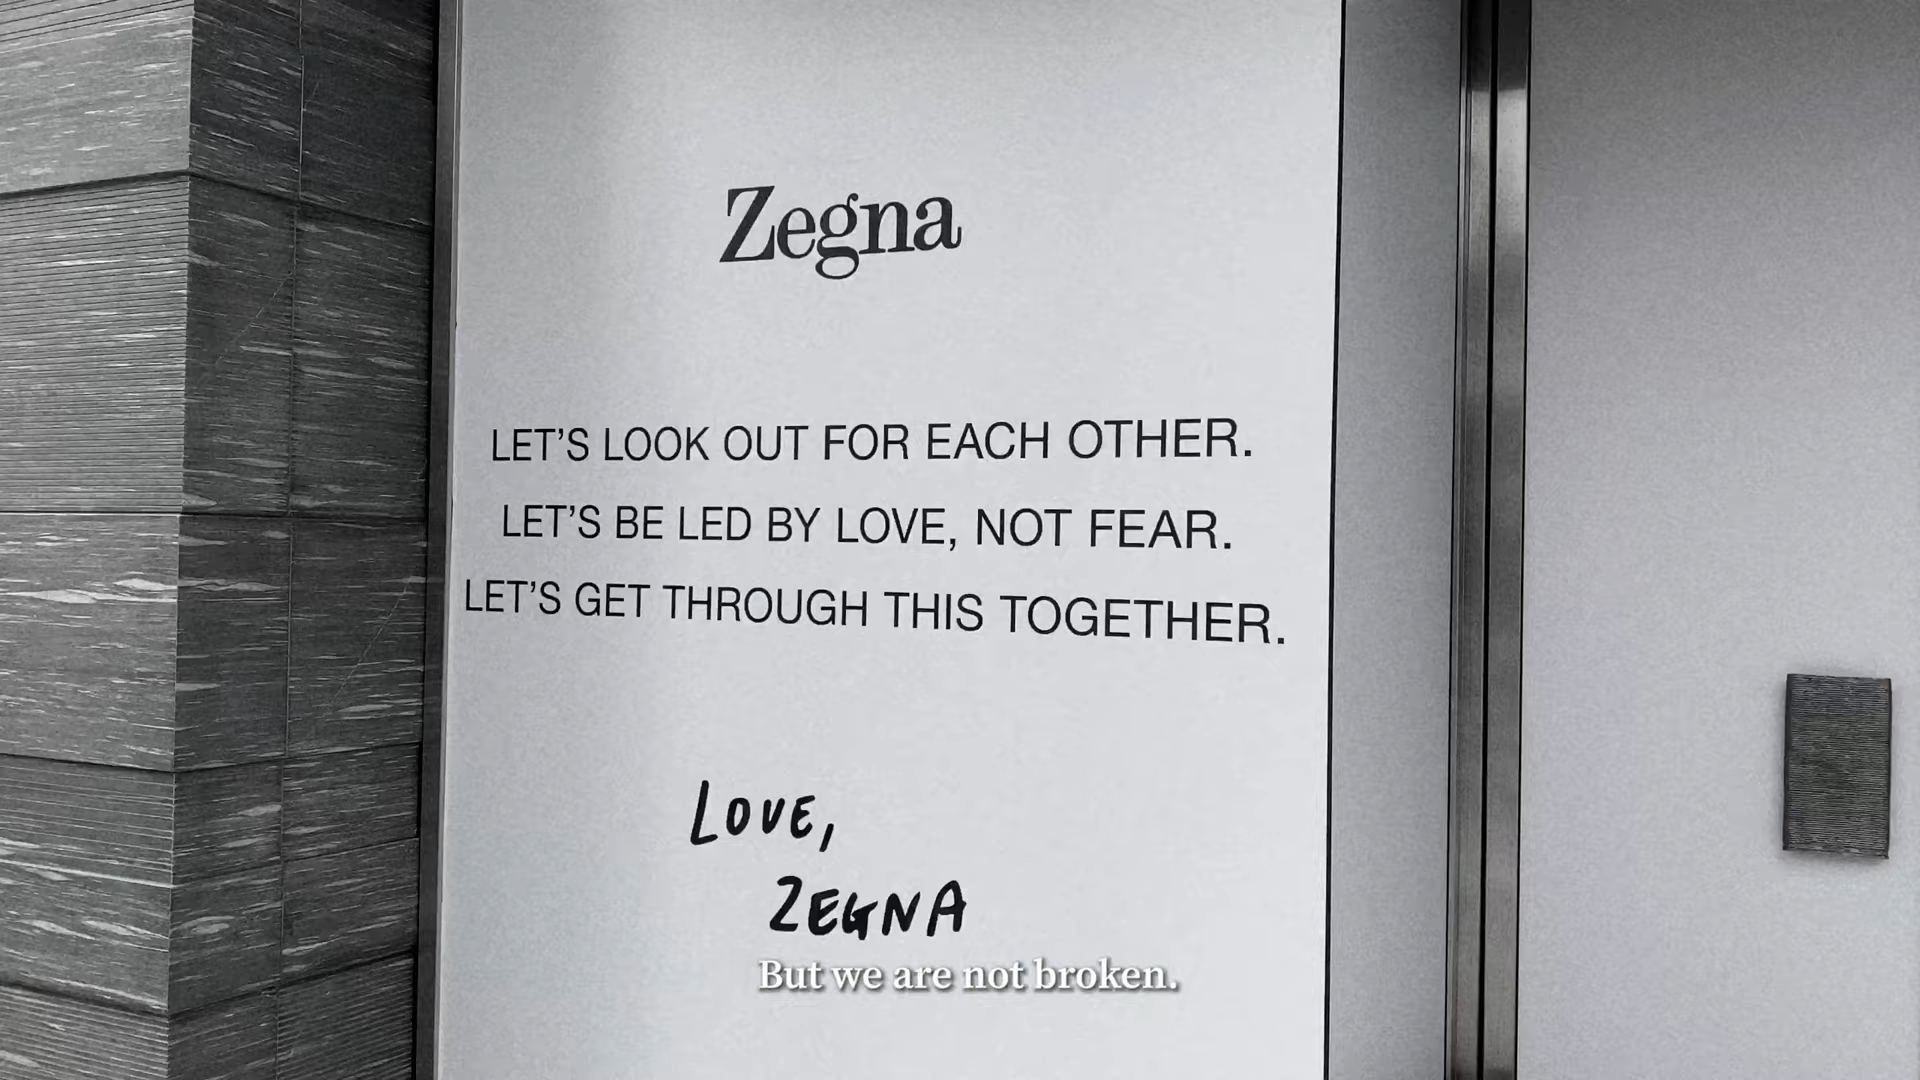 Zegna
LET'S LOOK OUT FOR EACH OTHER.
LET'S BE LED BY LOVE, NOT FEAR.
LET'S GET THROUGH THIS TOGETHER.
LOVE,
ZEGNA
But we are not broken.